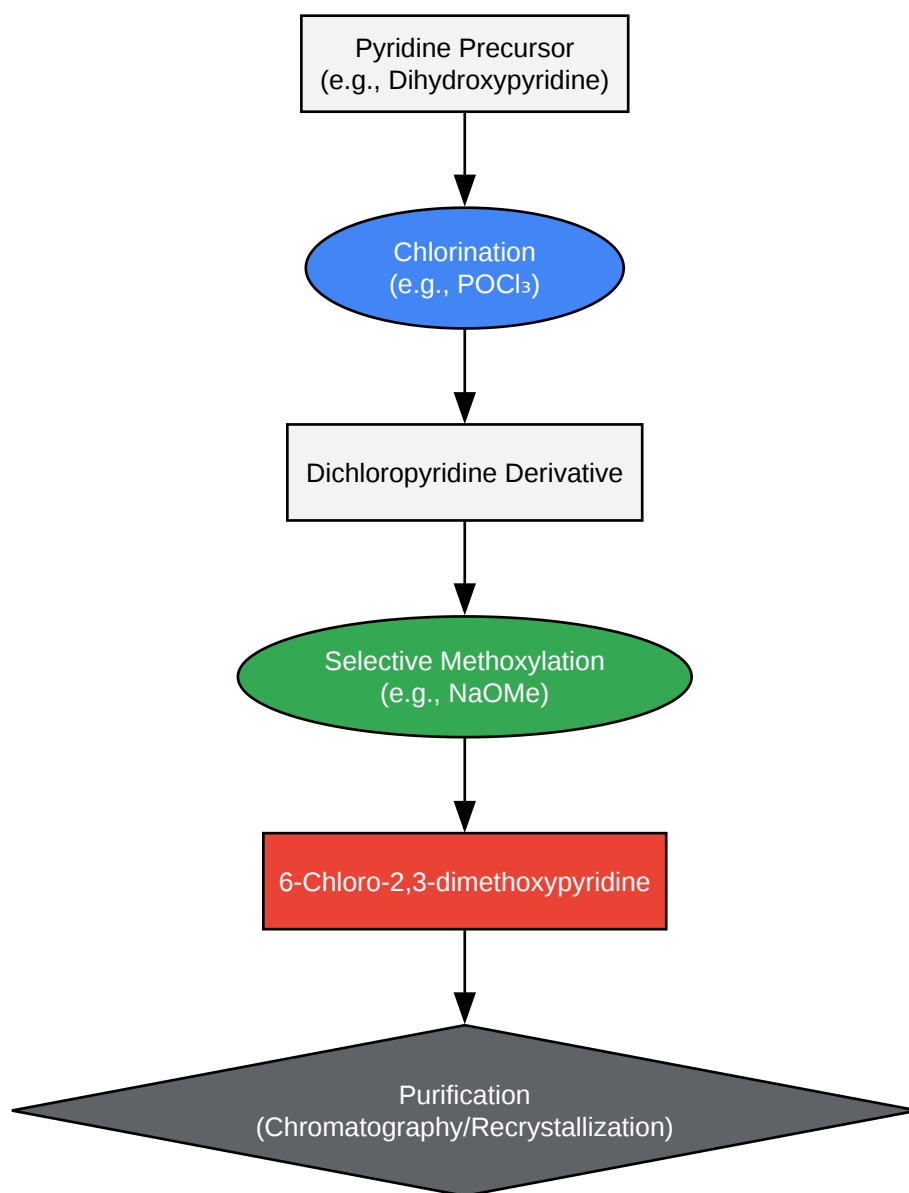 Pyridine Precursor
(e.g., Dihydroxypyridine)
Chlorination
(e.g., POCl₃)
Dichloropyridine Derivative
Selective Methoxylation
(e.g., NaOMe)
6-Chloro-2,3-dimethoxypyridine
Purification
(Chromatography/Recrystallization)